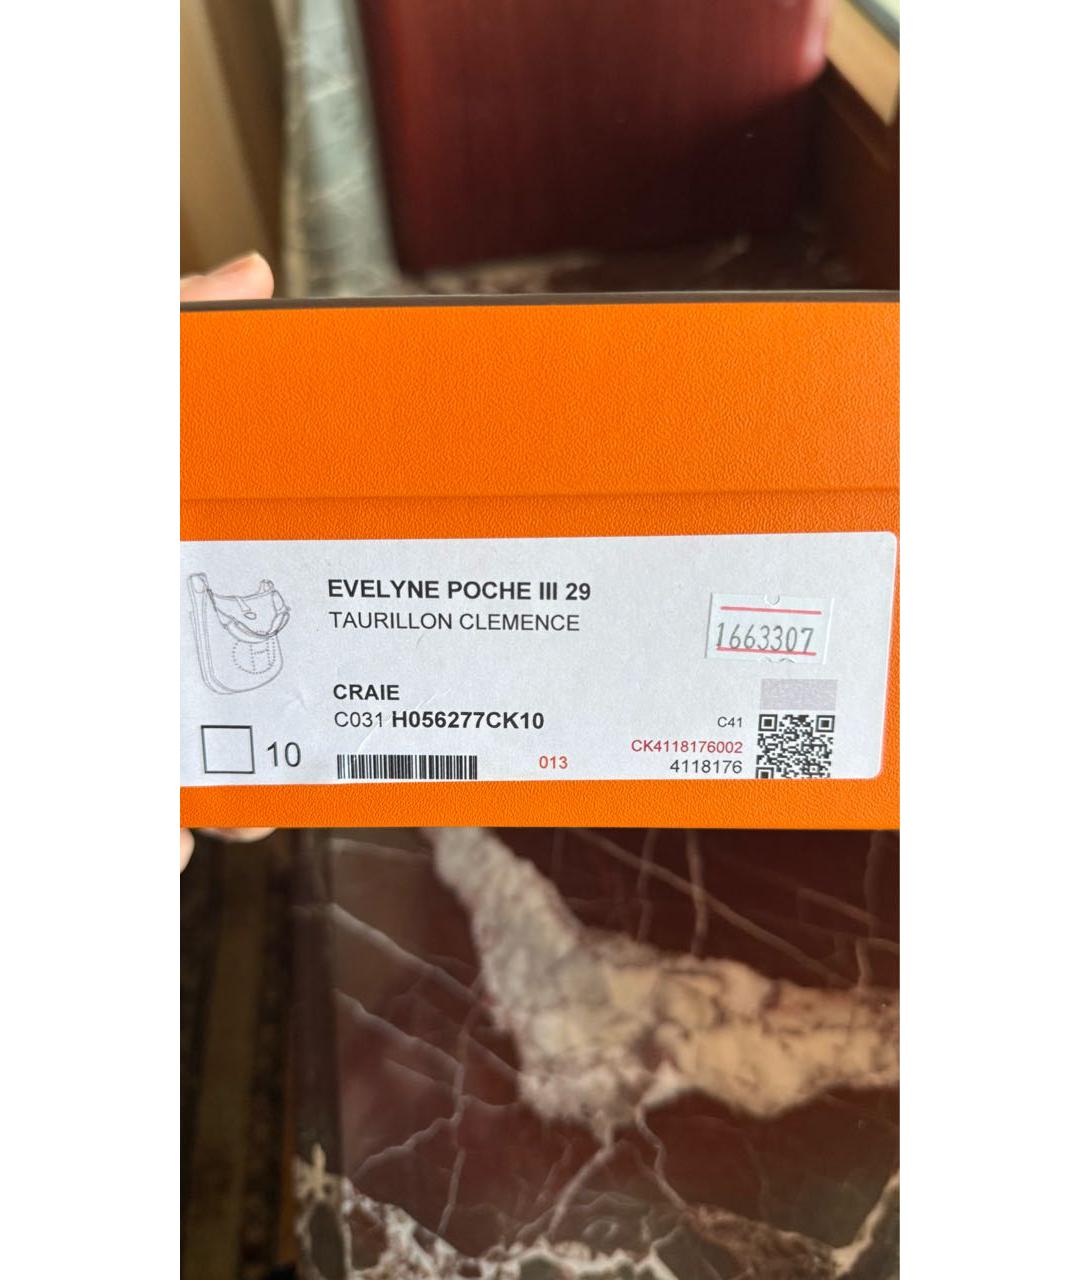 EVELYNE POCHE III 29
TAURILLON CLEMENCE
1663307
CRAIE
C031 H056277CK10
10
013
C41
CK4118176002
4118176